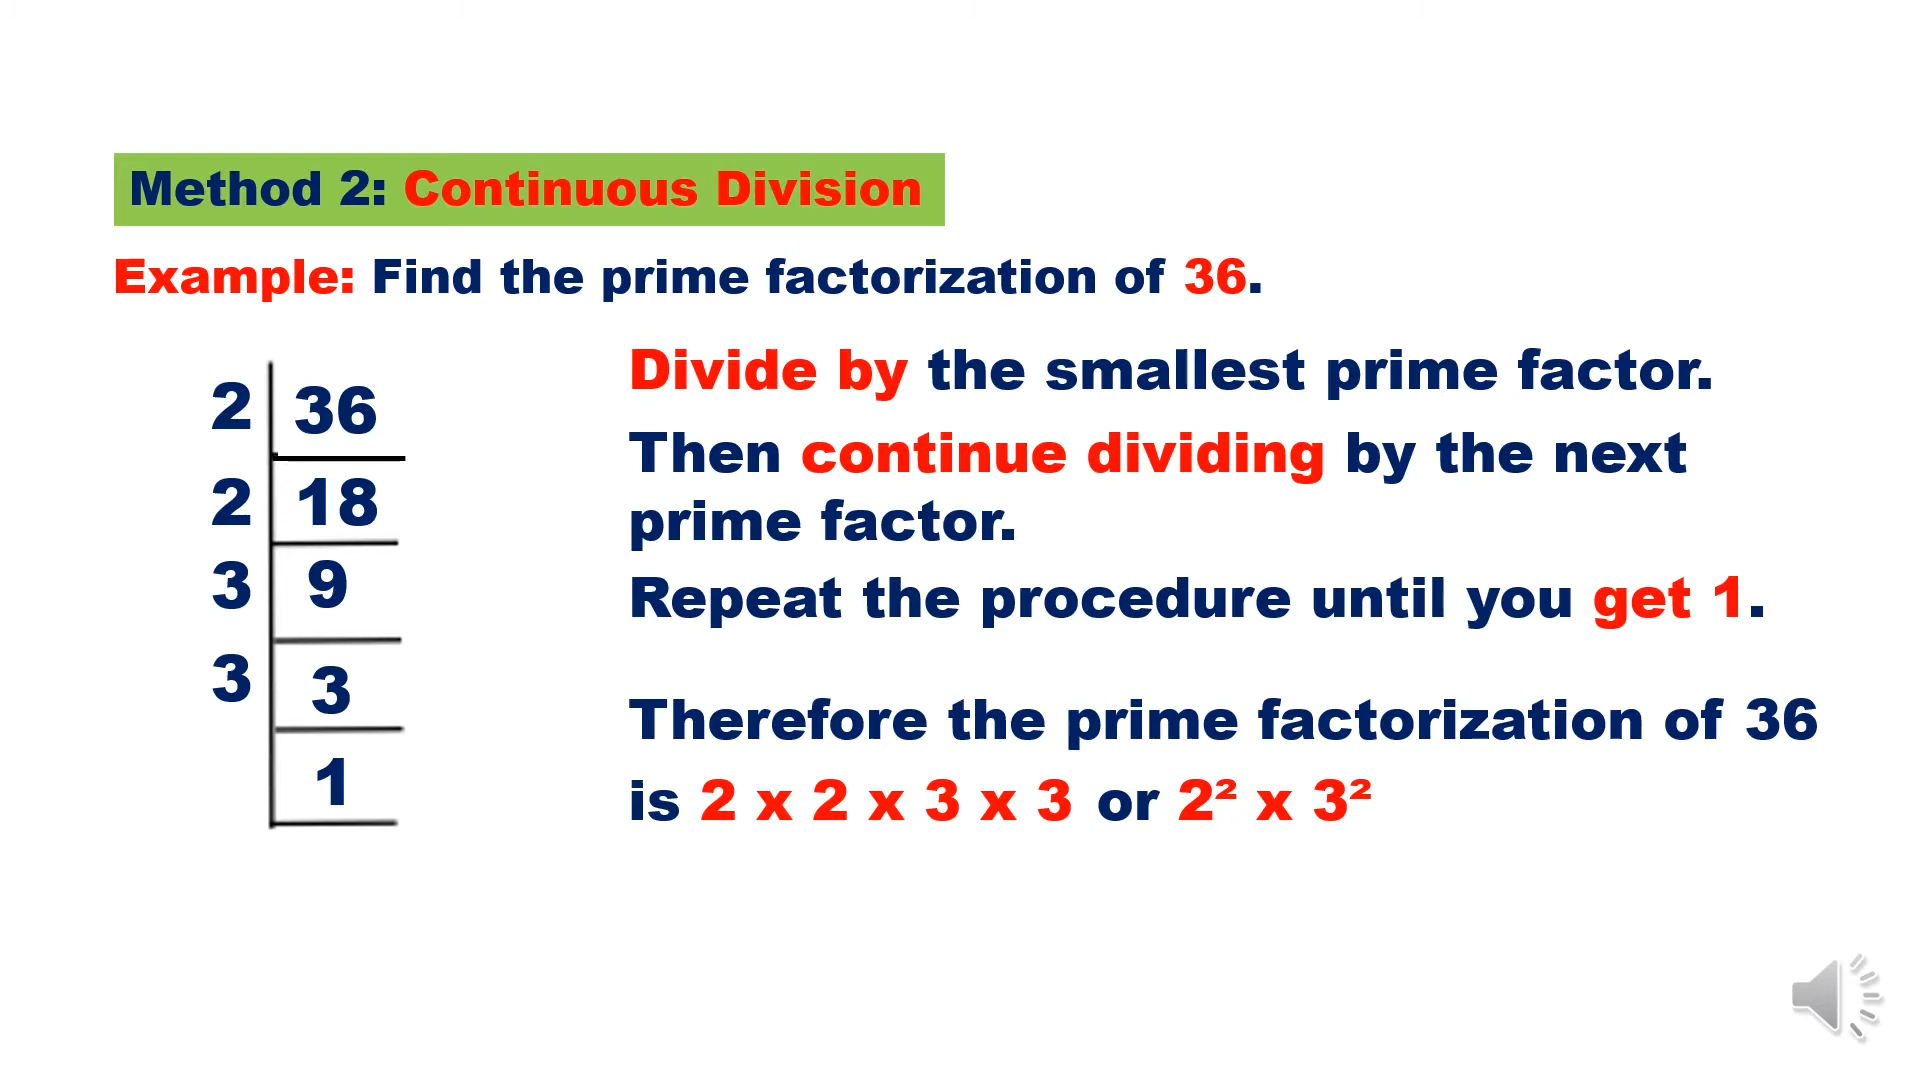 Method 2: Continuous Division
Example: Find the prime factorization of 36.
2 36
2 18
3 9
3 3
1
Divide by the smallest prime factor.
Then continue dividing by the next
prime factor.
Repeat the procedure until you get 1.
Therefore the prime factorization of 36
is 2 x 2 x 3 x 3 or 2² x 3²